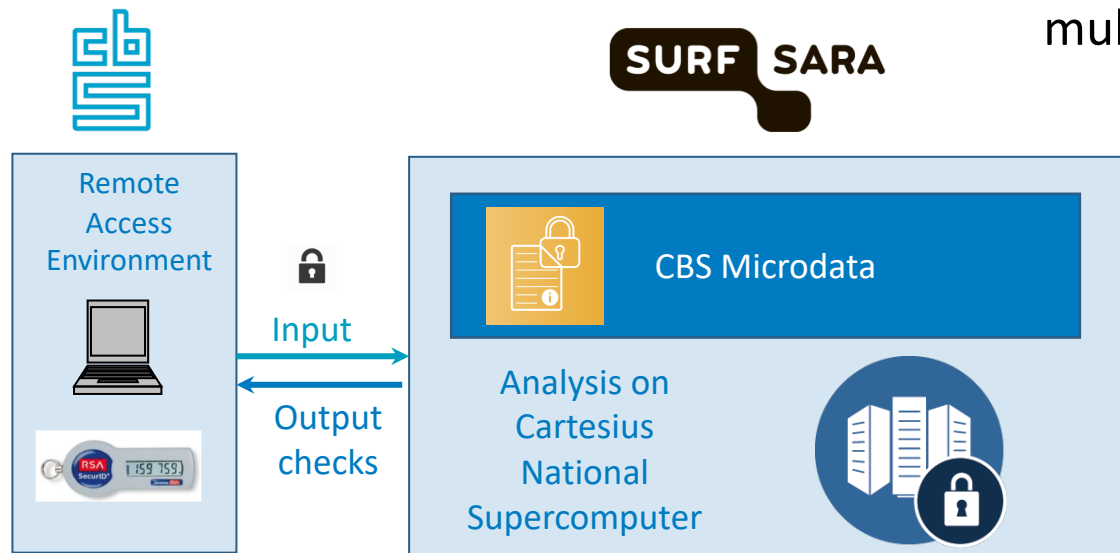 cbs
SURF SARA
mul
Remote
Access
Environment
Input
Output
checks
RSA
SecurID
159 759
CBS Microdata
Analysis on
Cartesius
National
Supercomputer